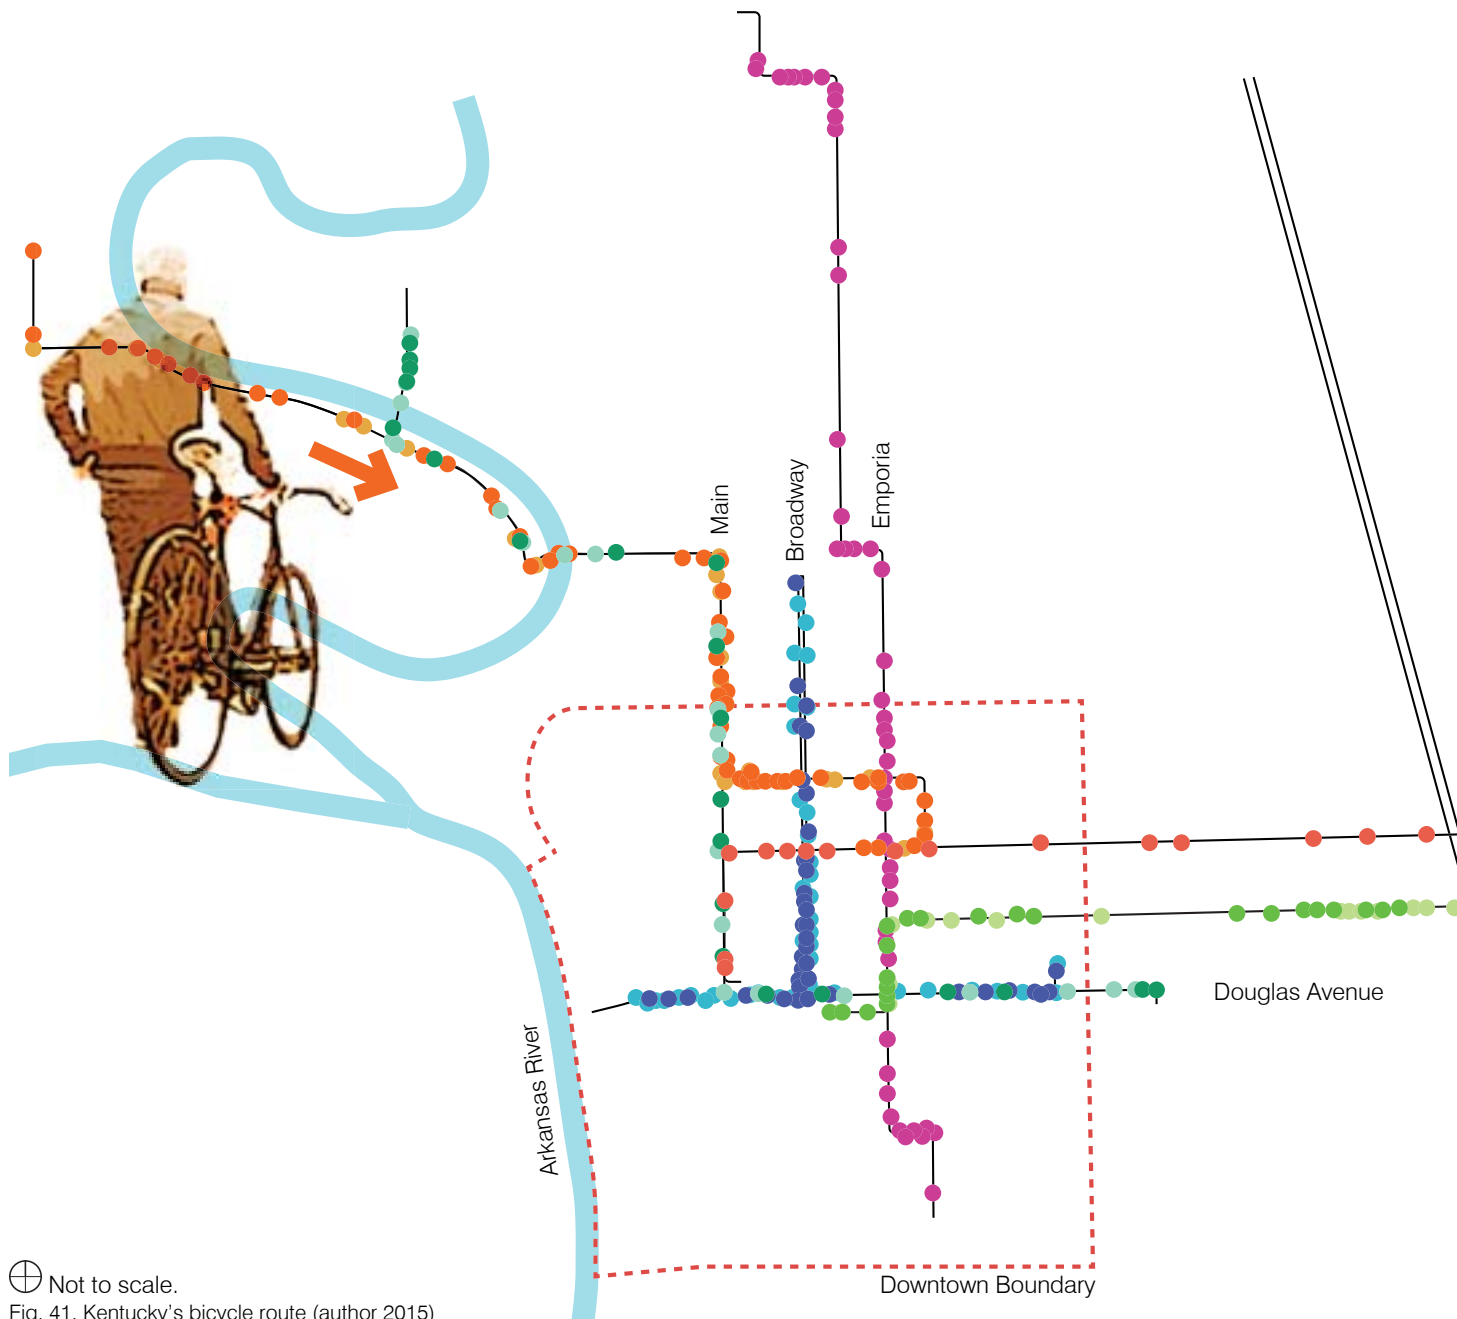 Main
Broadway
Emporia
Douglas Avenue
Arkansas River
Downtown Boundary
Not to scale.
Fig. 41. Kentucky's bicycle route (author 2015)